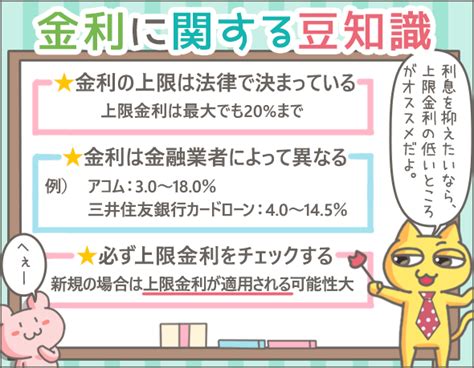 金利に関する豆知識
★金利の上限は法律で決まっている
上限金利は最大でも20%まで
★金利は金融業者によって異なる
例） アコム：3.0～18.0%
三井住友銀行カードローン：4.0～14.5%
★必ず上限金利をチェックする
新規の場合は上限金利が適用される可能性大
利息を抑えたいなら、
上限金利の低いところ
がオススメだよ。
へぇー